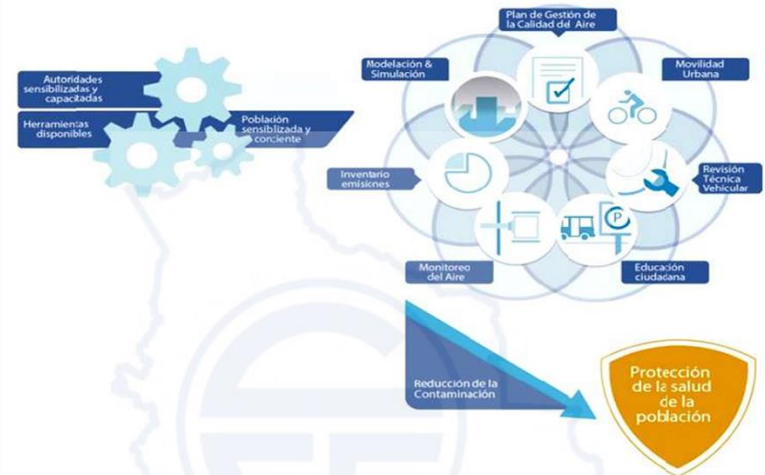 Autoridades
sensibilizadas y
capacitadas
Herramientas
disponibles
Población
sensiblizada y
conciente
Plan de Gestión de
la Calidad del Aire
Modelación &
Simulación
Movilidad
Urbana
Inventario
emisiones
Revisión
Técnica
Vehicular
P
Monitoreo
del Aire
Educación
ciudadana
Reducción de la
Contaminación
Protección
de la salud
de la
población